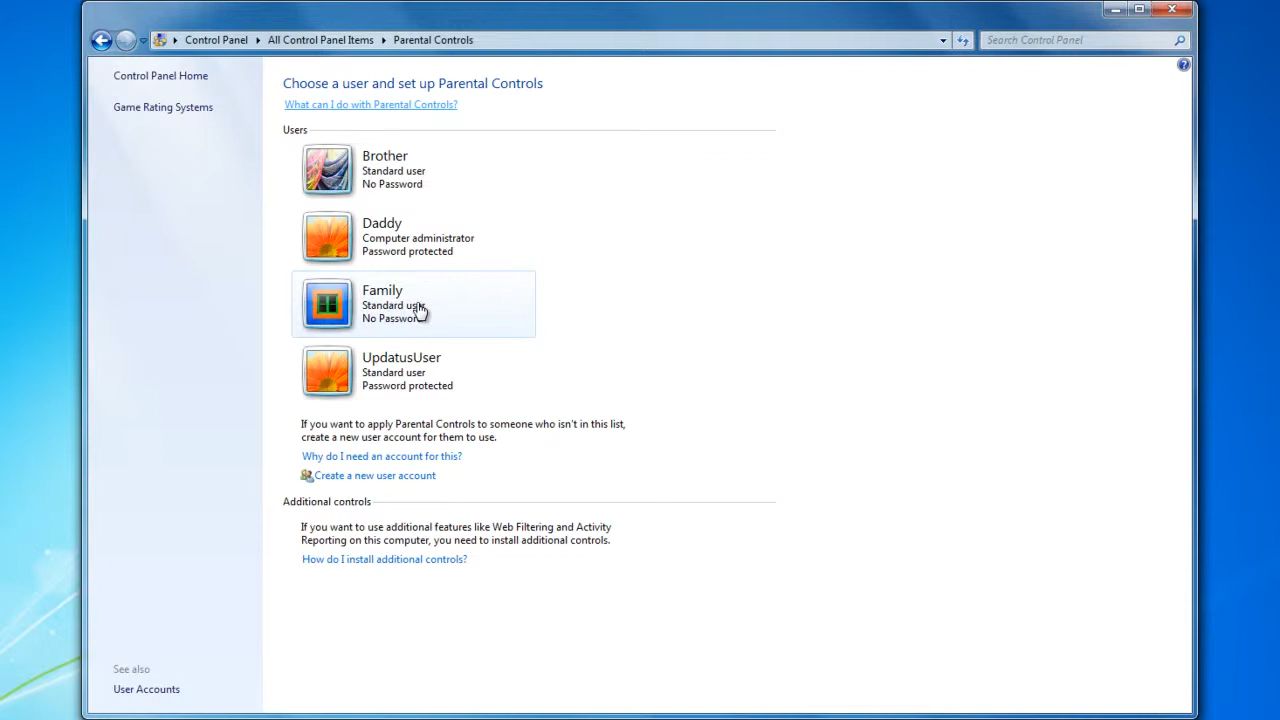 Control Panel
All Control Panel Items
Parental Controls
Search Control Panel
Control Panel Home
Game Rating Systems
Choose a user and set up Parental Controls
What can I do with Parental Controls?
Users
Brother
Standard user
No Password
Daddy
Computer administrator
Password protected
Family
Standard user
No Password
UpdatusUser
Standard user
Password protected
If you want to apply Parental Controls to someone who isn't in this list,
create a new user account for them to use.
Why do I need an account for this?
Create a new user account
Additional controls
If you want to use additional features like Web Filtering and Activity
Reporting on this computer, you need to install additional controls.
How do I install additional controls?
See also
User Accounts